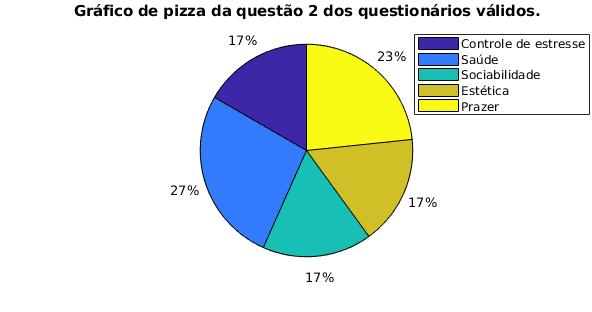 Gráfico de pizza da questão 2 dos questionários válidos.
17%
23%
Controle de estresse
Saúde
Sociabilidade
Estética
Prazer
27%
17%
17%